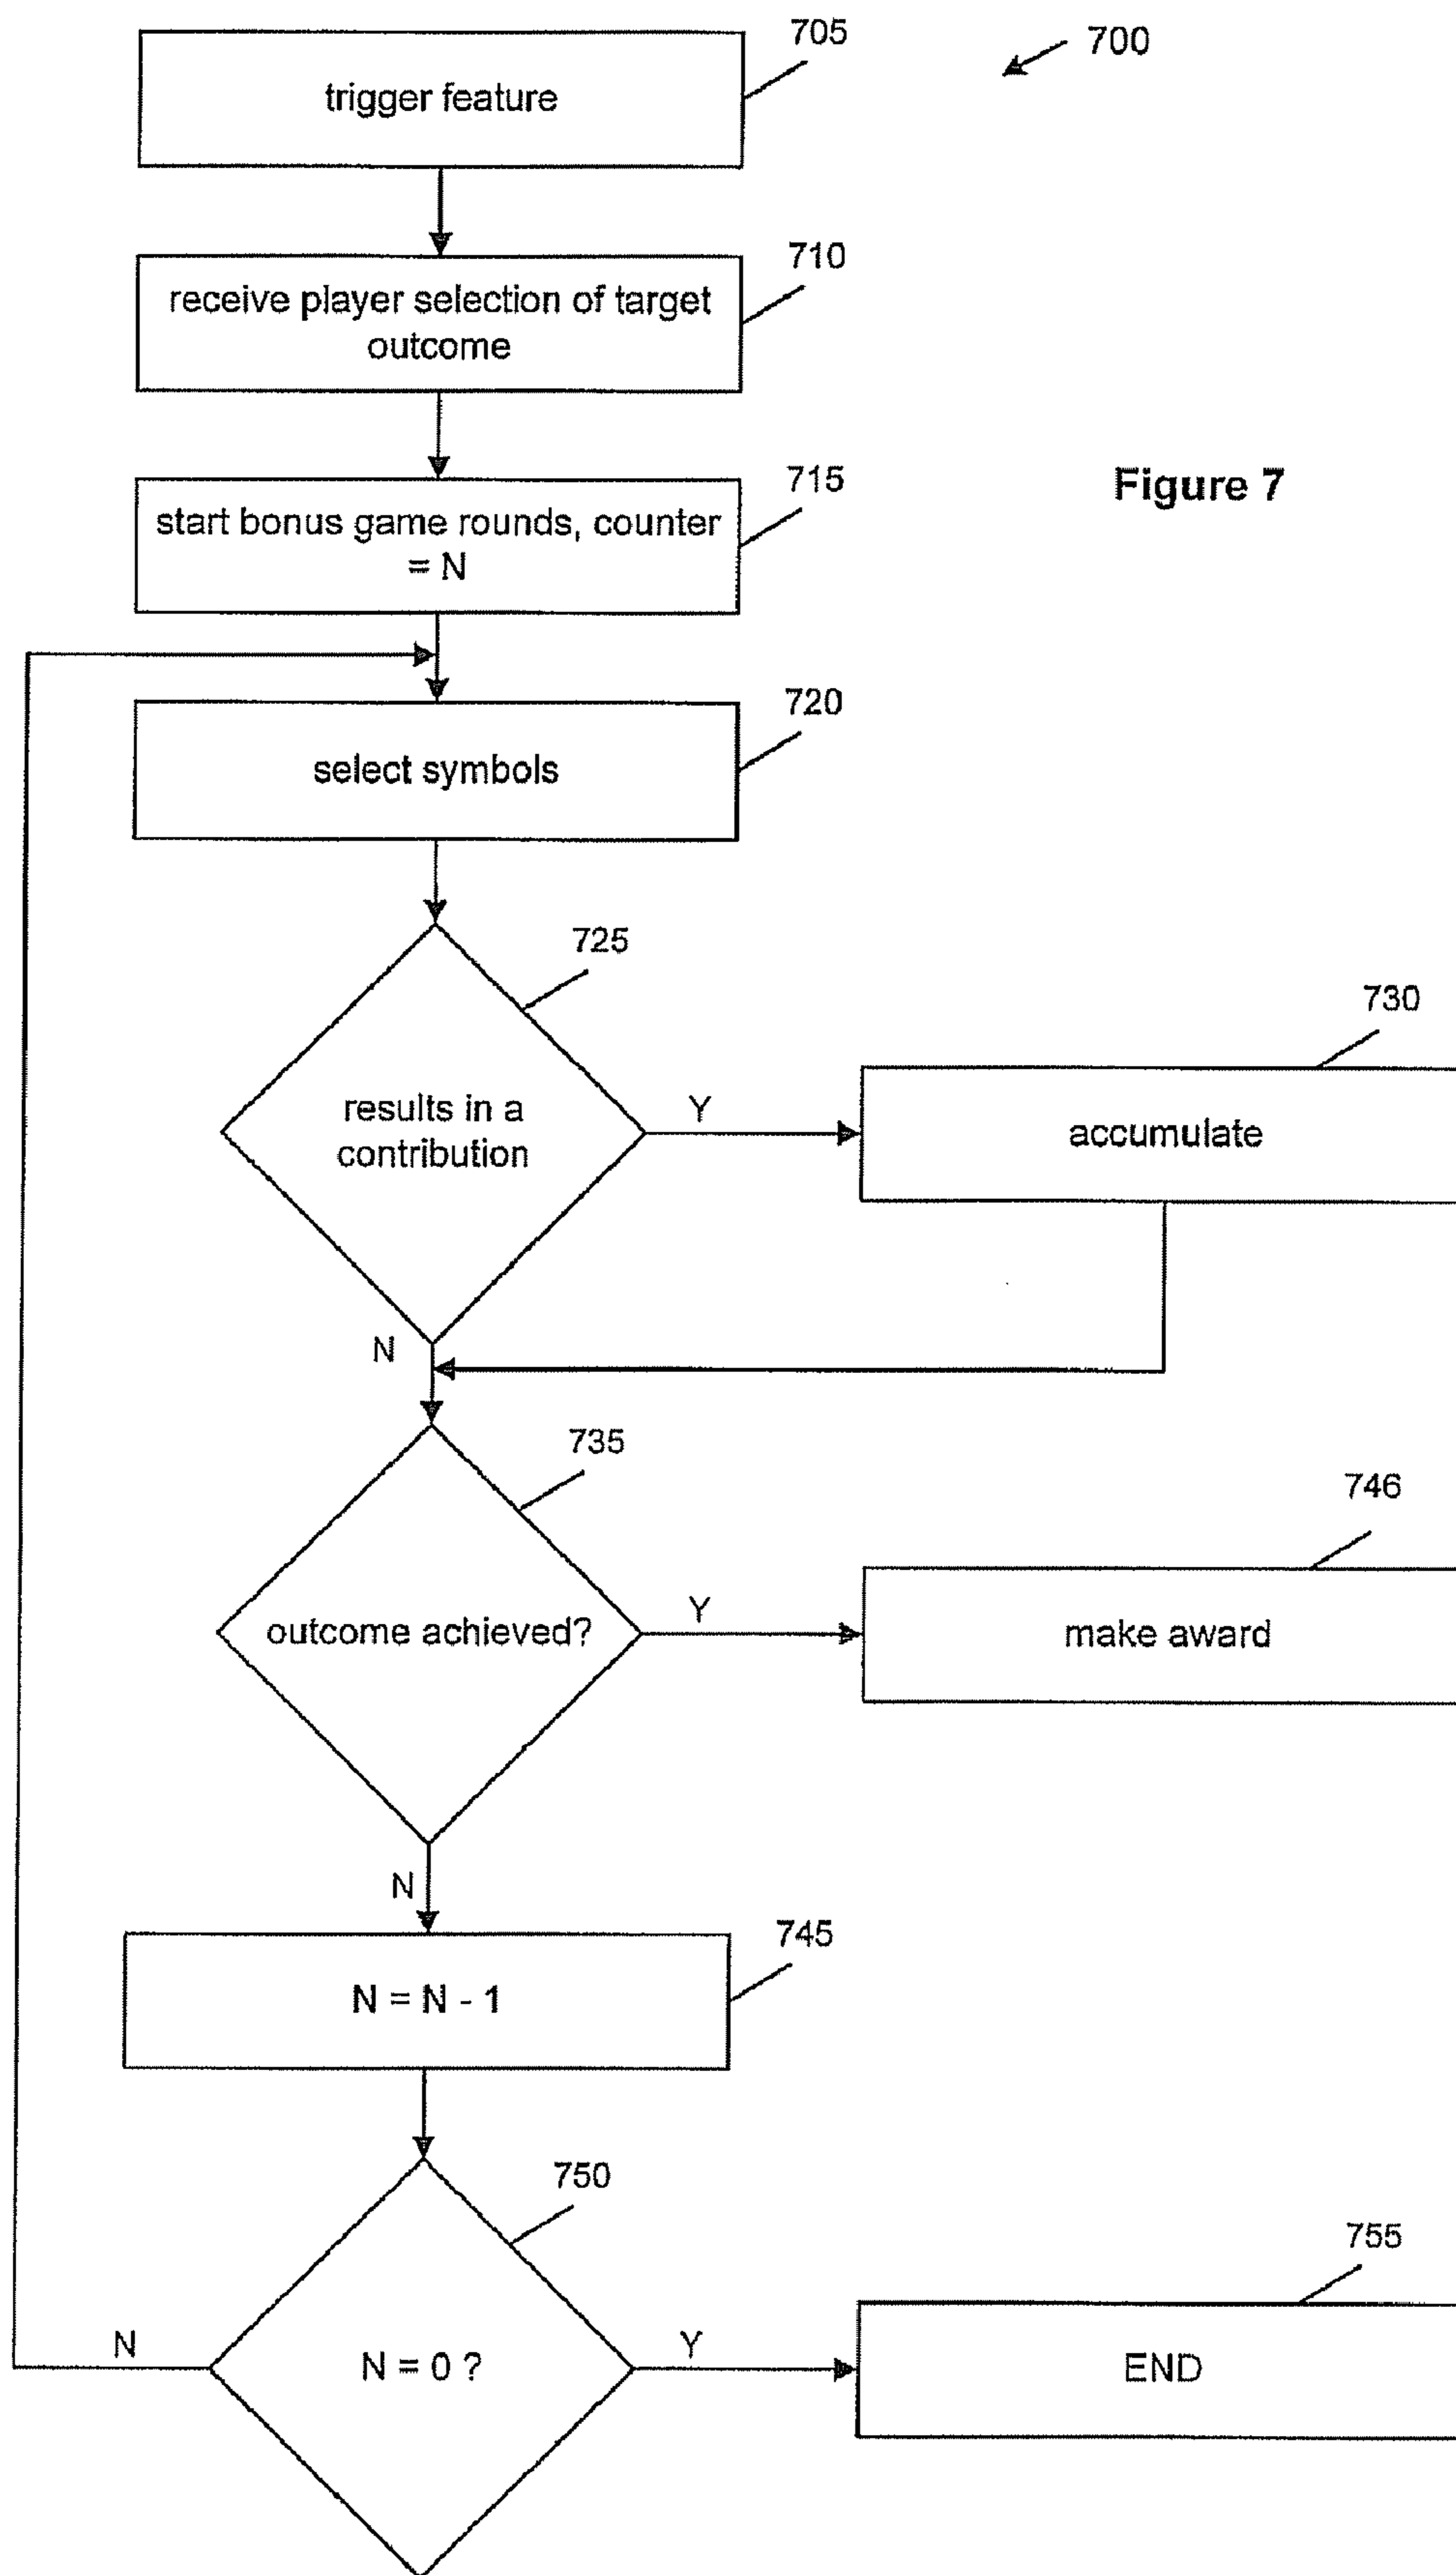 705
700
trigger feature
710
receive player selection of target
outcome
715
Figure 7
start bonus game rounds, counter
= N
720
select symbols
725
730
results in a
contribution
Y
accumulate
N
735
746
outcome achieved?
Y
make award
N
745
N = N - 1
750
755
N
N = 0 ?
Y
END